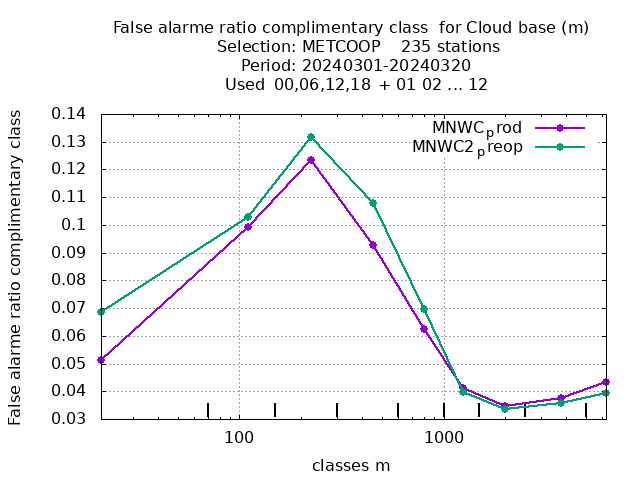 False alarme ratio complimentary class  for Cloud base (m)
Selection: METCOOP    235 stations
Period: 20240301-20240320
Used  00,06,12,18 + 01 02 ... 12
False alarme ratio complimentary class
0.14
0.13
0.12
0.11
0.1
0.09
0.08
0.07
0.06
0.05
0.04
0.03
MNWCprod
MNWC2preop
100
1000
classes m